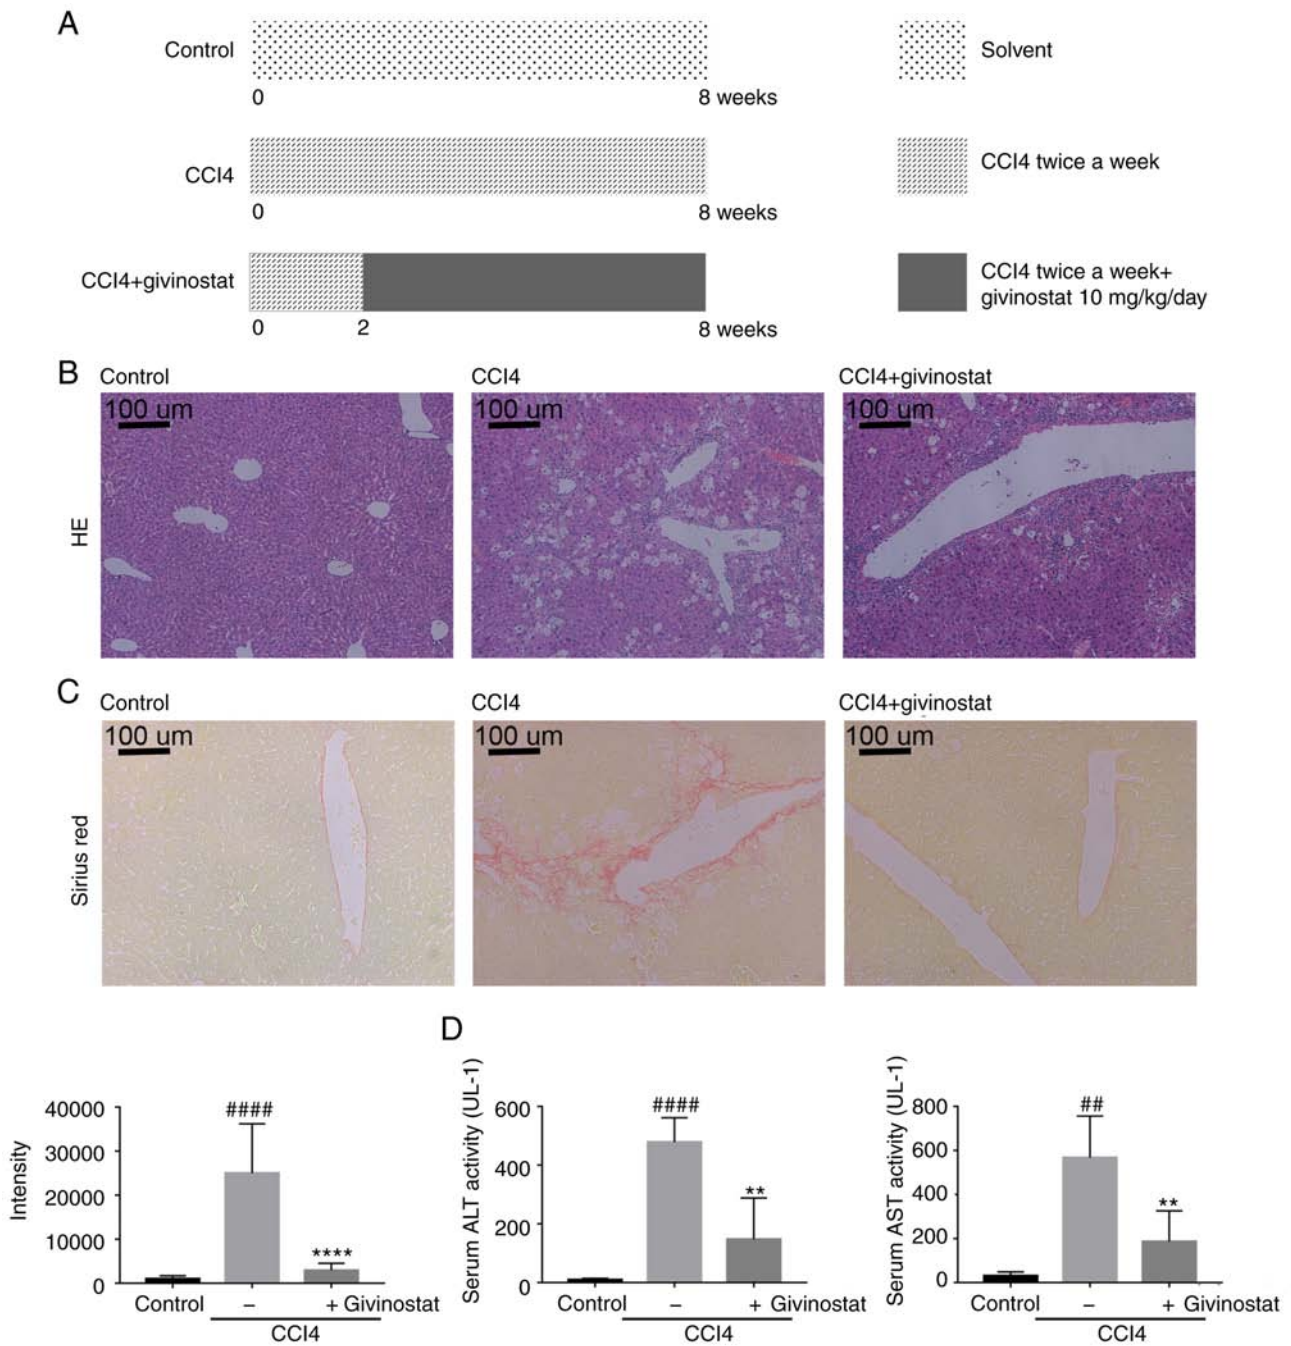 A
Control
0
8 weeks
Solvent
CCl4
0
8 weeks
CCl4 twice a week
CCl4+givinostat
0
2
8 weeks
CCl4 twice a week+
givinostat 10 mg/kg/day
B
Control
CCl4
CCl4+givinostat
100 um
100 um
100 um
HE
C
Control
CCl4
CCl4+givinostat
100 um
100 um
100 um
Sirius red
Intensity
40000
30000
20000
10000
0
####
****
Control
–
+ Givinostat
CCl4
D
Serum ALT activity (UL-1)
600
400
200
0
####
**
Control
–
+ Givinostat
CCl4
Serum AST activity (UL-1)
800
600
400
200
0
##
**
Control
–
+ Givinostat
CCl4